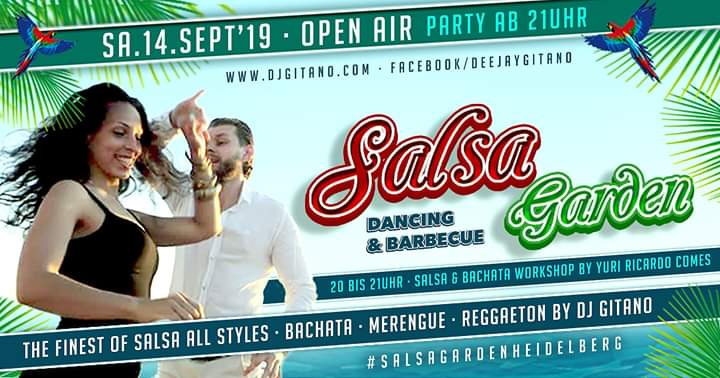 SA.14.SEPT'19 · OPEN AIR PARTY AB 21UHR
WWW.DJGITANO.COM · FACEBOOK/DEEJAYGITANO
Salsa
Garden
DANCING
& BARBECUE
20 BIS 21UHR · SALSA & BACHATA WORKSHOP BY YURI RICARDO COMES
THE FINEST OF SALSA ALL STYLES · BACHATA · MERENGUE · REGGAETON BY DJ GITANO
#SALSAGARDENHEIDELBERG